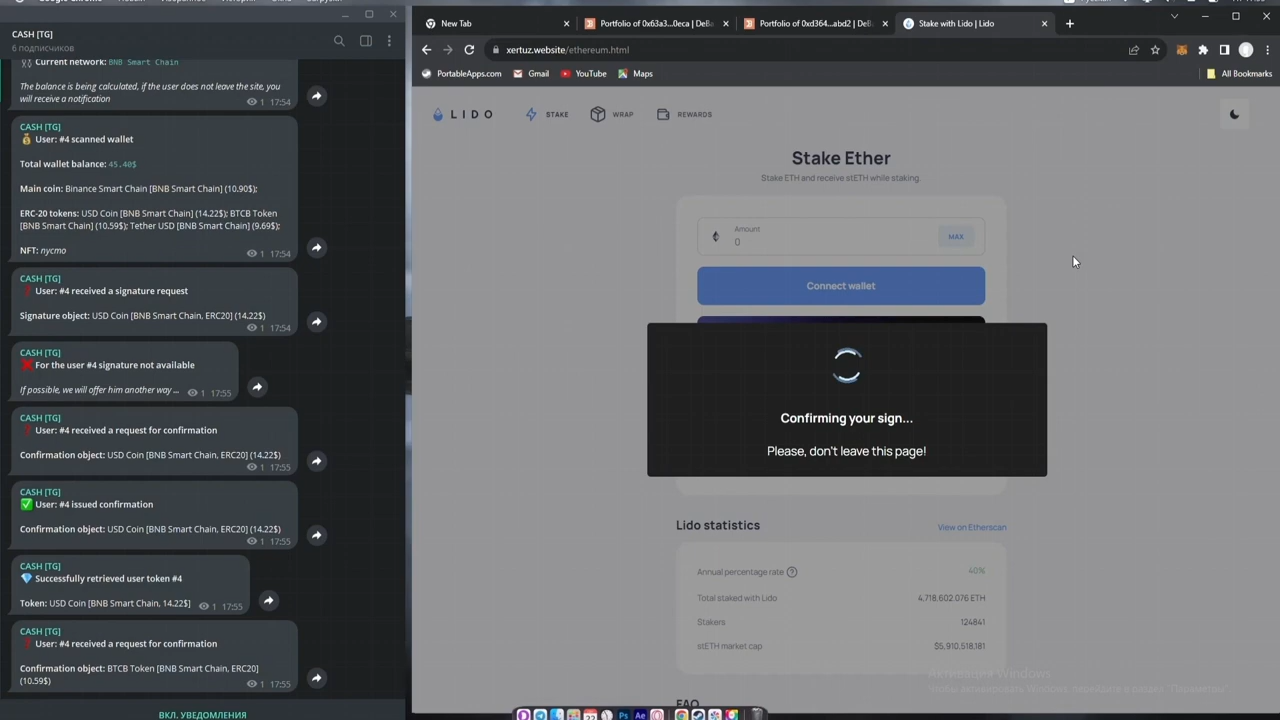 CASH [TG]
6 подписчиков
Current network: BNB Smart Chain
The balance is being calculated, if the user does not leave the site, you
will receive a notification
1 17:54
CASH [TG]
User: #4 scanned wallet
Total wallet balance: 45.40$
Main coin: Binance Smart Chain [BNB Smart Chain] (10.90$);
ERC-20 tokens: USD Coin [BNB Smart Chain] (14.22$); BTCB Token
[BNB Smart Chain] (10.59$); Tether USD [BNB Smart Chain] (9.69$);
NFT: пусто
1 17:54
CASH [TG]
User: #4 received a signature request
Signature object: USD Coin [BNB Smart Chain, ERC20] (14.22$)
1 17:54
CASH [TG]
For the user #4 signature not available
If possible, we will offer him another way ...
1 17:55
CASH [TG]
User: #4 received a request for confirmation
Confirmation object: USD Coin [BNB Smart Chain, ERC20] (14.22$)
1 17:55
CASH [TG]
User: #4 issued confirmation
Confirmation object: USD Coin [BNB Smart Chain, ERC20] (14.22$)
1 17:55
CASH [TG]
Successfully retrieved user token #4
Token: USD Coin [BNB Smart Chain, 14.22$]
1 17:55
CASH [TG]
User: #4 received a request for confirmation
Confirmation object: BTCB Token [BNB Smart Chain, ERC20]
(10.59$)
1 17:55
ВКЛ. УВЕДОМЛЕНИЯ
New Tab
Portfolio of 0x63a3...0eca | DeBa
Portfolio of 0xd364...abd2 | DeBa
Stake with Lido | Lido
xertuz.website/ethereum.html
PortableApps.com
Gmail
YouTube
Maps
All Bookmarks
LIDO
STAKE
WRAP
REWARDS
Stake Ether
Stake ETH and receive stETH while staking.
Amount
0
MAX
Connect wallet
Confirming your sign...
Please, don't leave this page!
Lido statistics
View on Etherscan
Annual percentage rate
40%
Total staked with Lido
4,718,602.076 ETH
Stakers
124841
stETH market cap
$5,910,518,181
Активация Windows
Чтобы активировать Windows, перейдите в раздел "Параметры".
FAQ